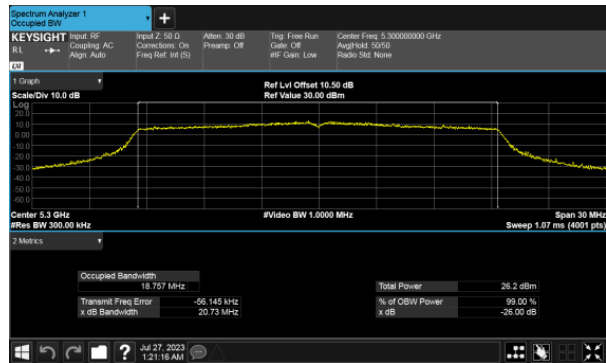 Spectrum Analyzer 1
Occupied BW
KEYSIGHT Input: RF Input Z: 50 Ω Atten: 30 dB Trig: Free Run Center Freq: 5.300000000 GHz
RL Coupling: AC Corrections: On Preamp: Off Gate: Off Avg|Hold: 50/50
Align: Auto Freq Ref: Int (S) #IF Gain: Low Radio Std: None
1 Graph
Ref Lvl Offset 10.50 dB
Scale/Div 10.0 dB Ref Value 30.00 dBm
Log
20.0
10.0
0.00
-10.0
-20.0
-30.0
-40.0
-50.0
-60.0
Center 5.3 GHz #Video BW 1.0000 MHz Span 30 MHz
#Res BW 300.00 kHz Sweep 1.07 ms (4001 pts)
2 Metrics
Occupied Bandwidth
18.757 MHz Total Power 26.2 dBm
Transmit Freq Error -56.145 kHz % of OBW Power 99.00 %
x dB Bandwidth 20.73 MHz x dB -26.00 dB
Jul 27, 2023
1:21:16 AM